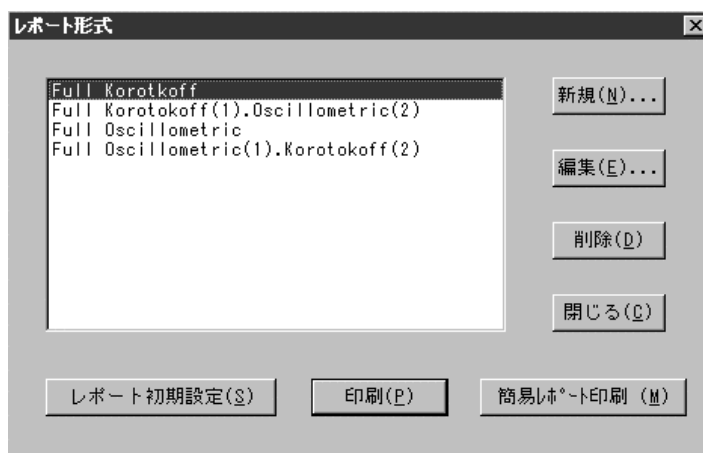 レポート形式
Full Korotkoff
Full Korotokoff(1).Oscillometric(2)
Full Oscillometric
Full Oscillometric(1).Korotokoff(2)
新規(N)...
編集(E)...
削除(D)
閉じる(C)
レポート初期設定(S)
印刷(P)
簡易ﾚﾎﾟｰﾄ印刷 (M)